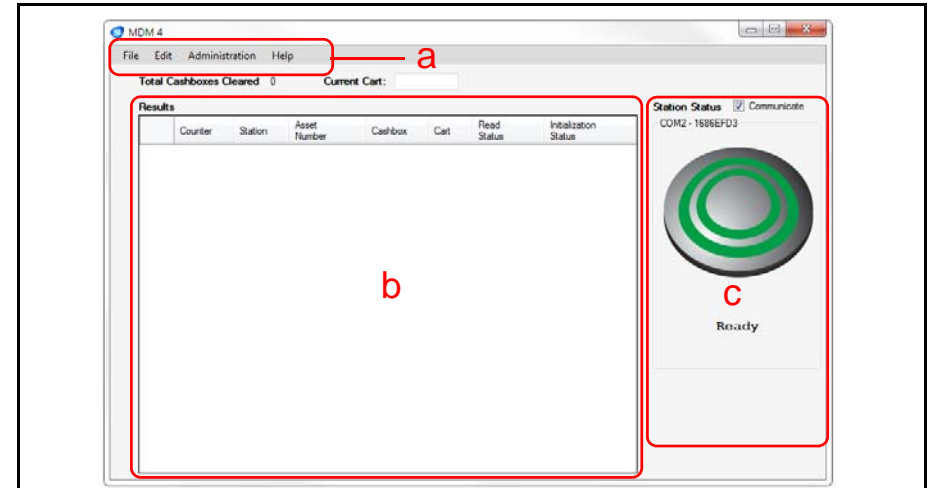 MDM 4
File Edit Administration Help
a
Total Cashboxes Cleared 0 Current Cart:
Results
Counter Station Asset Number Cashbox Cart Read Status Initialization Status
b
Station Status Communicate
COM2 - 1686EFD3
c
Ready